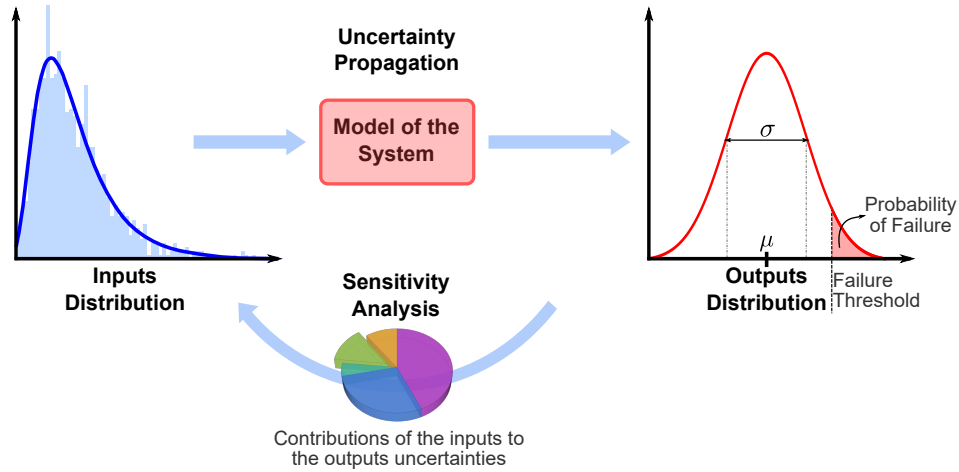 Uncertainty
Propagation
Model of the
System
σ
Probability
of Failure
μ
Inputs
Distribution
Outputs
Distribution
Failure
Threshold
Sensitivity
Analysis
Contributions of the inputs to
the outputs uncertainties